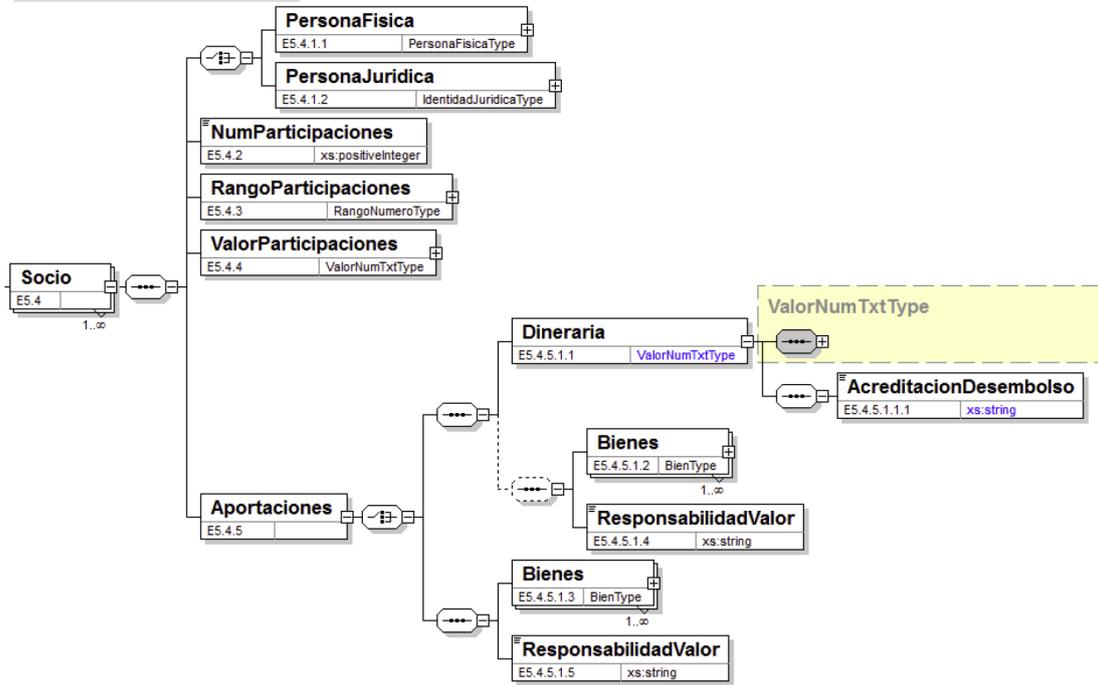 PersonaFisica
E5.4.1.1 PersonaFisicaType
PersonaJuridica
E5.4.1.2 IdentidadJuridicaType
NumParticipaciones
E5.4.2 xs:positiveInteger
RangoParticipaciones
E5.4.3 RangoNumeroType
ValorParticipaciones
E5.4.4 ValorNumTxtType
Socio
E5.4
1..∞
ValorNumTxtType
Dineraria
E5.4.5.1.1 ValorNumTxtType
AcreditacionDesembolso
E5.4.5.1.1.1 xs:string
Bienes
E5.4.5.1.2 BienType
1..∞
Aportaciones
E5.4.5
ResponsabilidadValor
E5.4.5.1.4 xs:string
Bienes
E5.4.5.1.3 BienType
1..∞
ResponsabilidadValor
E5.4.5.1.5 xs:string